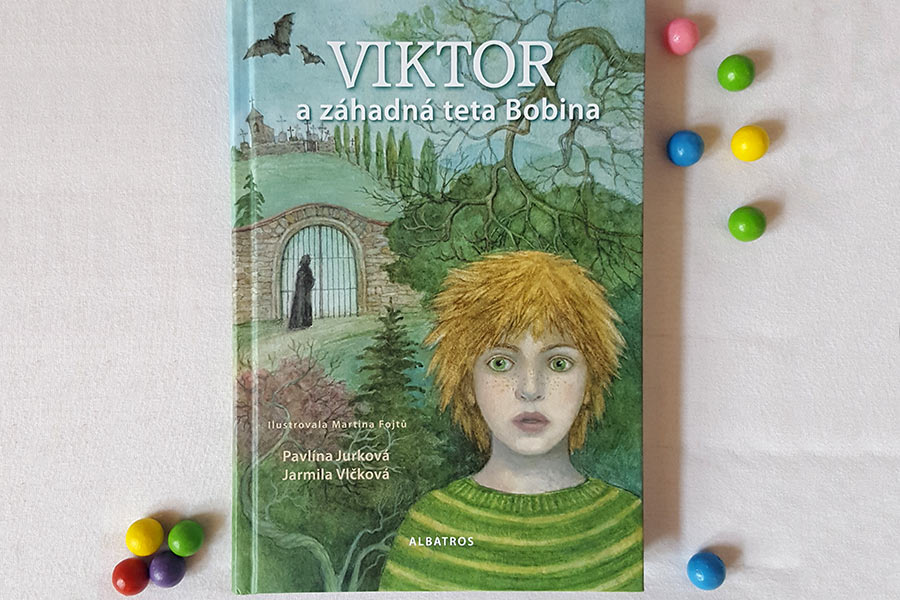 VIKTOR
a záhadná teta Bobina
Ilustrovala Martina Fojtů
Pavlína Jurková
Jarmila Vlčková
ALBATROS